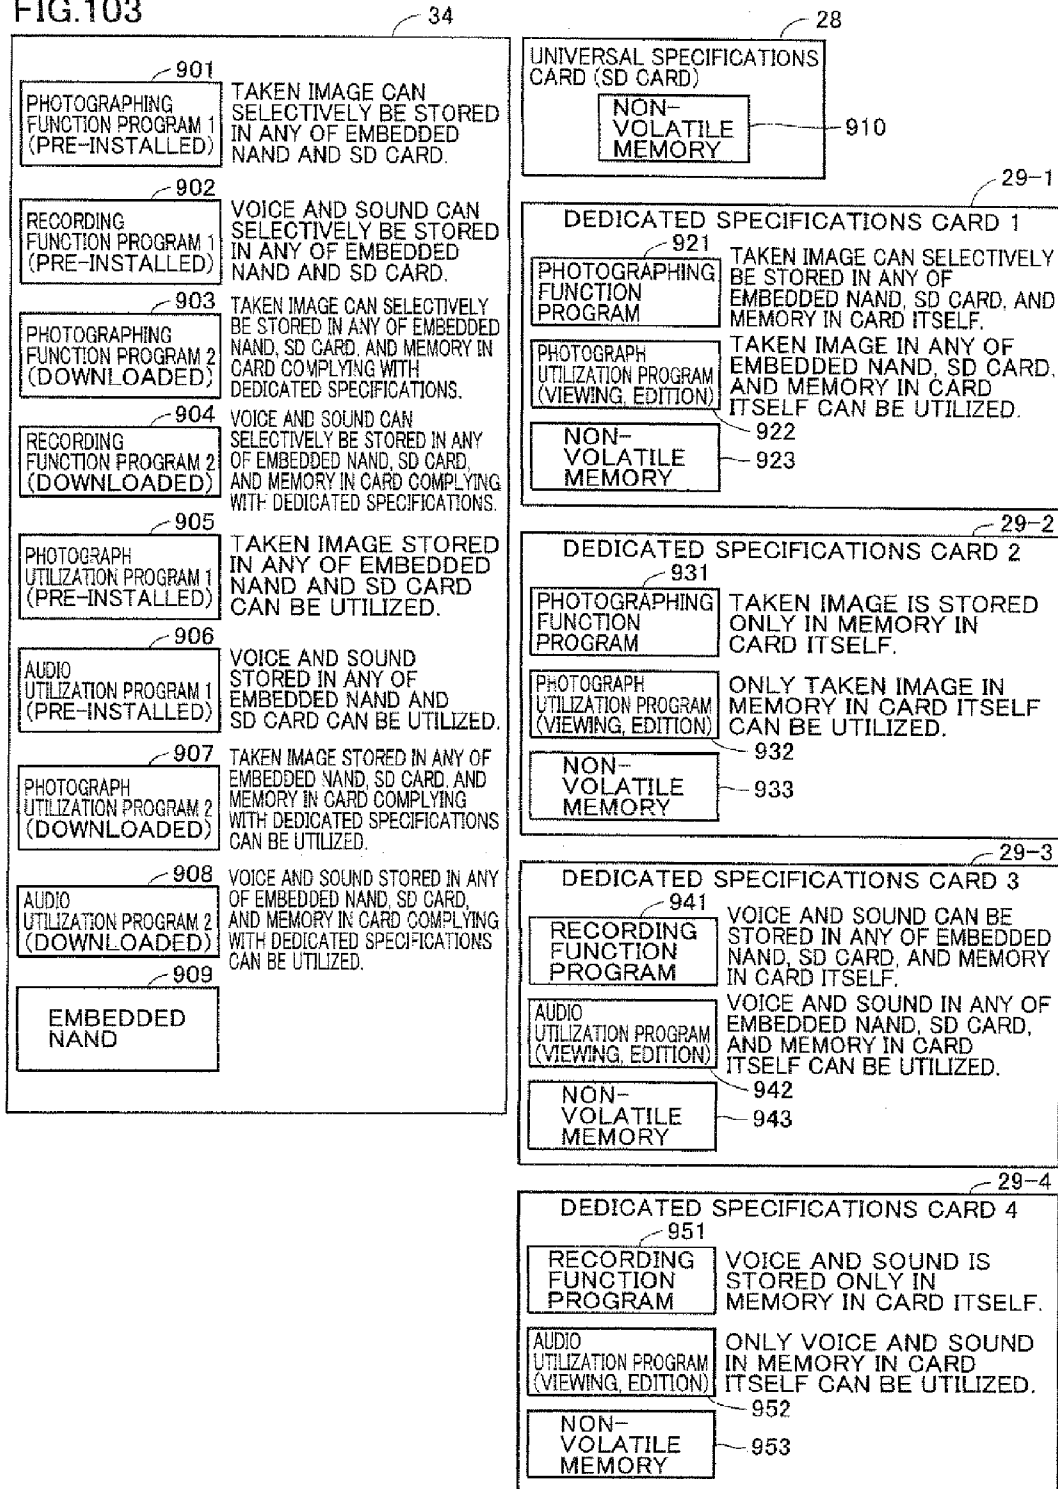 FIG.103
34
901
PHOTOGRAPHING
FUNCTION PROGRAM 1
(PRE-INSTALLED)
TAKEN IMAGE CAN
SELECTIVELY BE STORED
IN ANY OF EMBEDDED
NAND AND SD CARD.
902
RECORDING
FUNCTION PROGRAM 1
(PRE-INSTALLED)
VOICE AND SOUND CAN
SELECTIVELY BE STORED
IN ANY OF EMBEDDED
NAND AND SD CARD.
903
PHOTOGRAPHING
FUNCTION PROGRAM 2
(DOWNLOADED)
TAKEN IMAGE CAN SELECTIVELY
BE STORED IN ANY OF EMBEDDED
NAND, SD CARD, AND MEMORY IN
CARD COMPLYING WITH
DEDICATED SPECIFICATIONS.
904
RECORDING
FUNCTION PROGRAM 2
(DOWNLOADED)
VOICE AND SOUND CAN
SELECTIVELY BE STORED IN ANY
OF EMBEDDED NAND, SD CARD,
AND MEMORY IN CARD COMPLYING
WITH DEDICATED SPECIFICATIONS.
905
PHOTOGRAPH
UTILIZATION PROGRAM 1
(PRE-INSTALLED)
TAKEN IMAGE STORED
IN ANY OF EMBEDDED
NAND AND SD CARD
CAN BE UTILIZED.
906
AUDIO
UTILIZATION PROGRAM 1
(PRE-INSTALLED)
VOICE AND SOUND
STORED IN ANY OF
EMBEDDED NAND AND
SD CARD CAN BE UTILIZED.
907
PHOTOGRAPH
UTILIZATION PROGRAM 2
(DOWNLOADED)
TAKEN IMAGE STORED IN ANY OF
EMBEDDED NAND, SD CARD, AND
MEMORY IN CARD COMPLYING
WITH DEDICATED SPECIFICATIONS
CAN BE UTILIZED.
908
AUDIO
UTILIZATION PROGRAM 2
(DOWNLOADED)
VOICE AND SOUND STORED IN ANY
OF EMBEDDED NAND, SD CARD,
AND MEMORY IN CARD COMPLYING
WITH DEDICATED SPECIFICATIONS
CAN BE UTILIZED.
909
EMBEDDED
NAND
28
UNIVERSAL SPECIFICATIONS
CARD (SD CARD)
NON-
VOLATILE
MEMORY
910
29-1
DEDICATED SPECIFICATIONS CARD 1
921
PHOTOGRAPHING
FUNCTION
PROGRAM
TAKEN IMAGE CAN SELECTIVELY
BE STORED IN ANY OF
EMBEDDED NAND, SD CARD, AND
MEMORY IN CARD ITSELF.
PHOTOGRAPH
UTILIZATION PROGRAM
(VIEWING, EDITION)
TAKEN IMAGE IN ANY OF
EMBEDDED NAND, SD CARD,
AND MEMORY IN CARD
ITSELF CAN BE UTILIZED.
922
NON-
VOLATILE
MEMORY
923
29-2
DEDICATED SPECIFICATIONS CARD 2
931
PHOTOGRAPHING
FUNCTION
PROGRAM
TAKEN IMAGE IS STORED
ONLY IN MEMORY IN
CARD ITSELF.
PHOTOGRAPH
UTILIZATION PROGRAM
(VIEWING, EDITION)
ONLY TAKEN IMAGE IN
MEMORY IN CARD ITSELF
CAN BE UTILIZED.
932
NON-
VOLATILE
MEMORY
933
29-3
DEDICATED SPECIFICATIONS CARD 3
941
RECORDING
FUNCTION
PROGRAM
VOICE AND SOUND CAN BE
STORED IN ANY OF EMBEDDED
NAND, SD CARD, AND MEMORY
IN CARD ITSELF.
AUDIO
UTILIZATION PROGRAM
(VIEWING, EDITION)
VOICE AND SOUND IN ANY OF
EMBEDDED NAND, SD CARD,
AND MEMORY IN CARD
ITSELF CAN BE UTILIZED.
942
NON-
VOLATILE
MEMORY
943
29-4
DEDICATED SPECIFICATIONS CARD 4
951
RECORDING
FUNCTION
PROGRAM
VOICE AND SOUND IS
STORED ONLY IN
MEMORY IN CARD ITSELF.
AUDIO
UTILIZATION PROGRAM
(VIEWING, EDITION)
ONLY VOICE AND SOUND
IN MEMORY IN CARD
ITSELF CAN BE UTILIZED.
952
NON-
VOLATILE
MEMORY
953